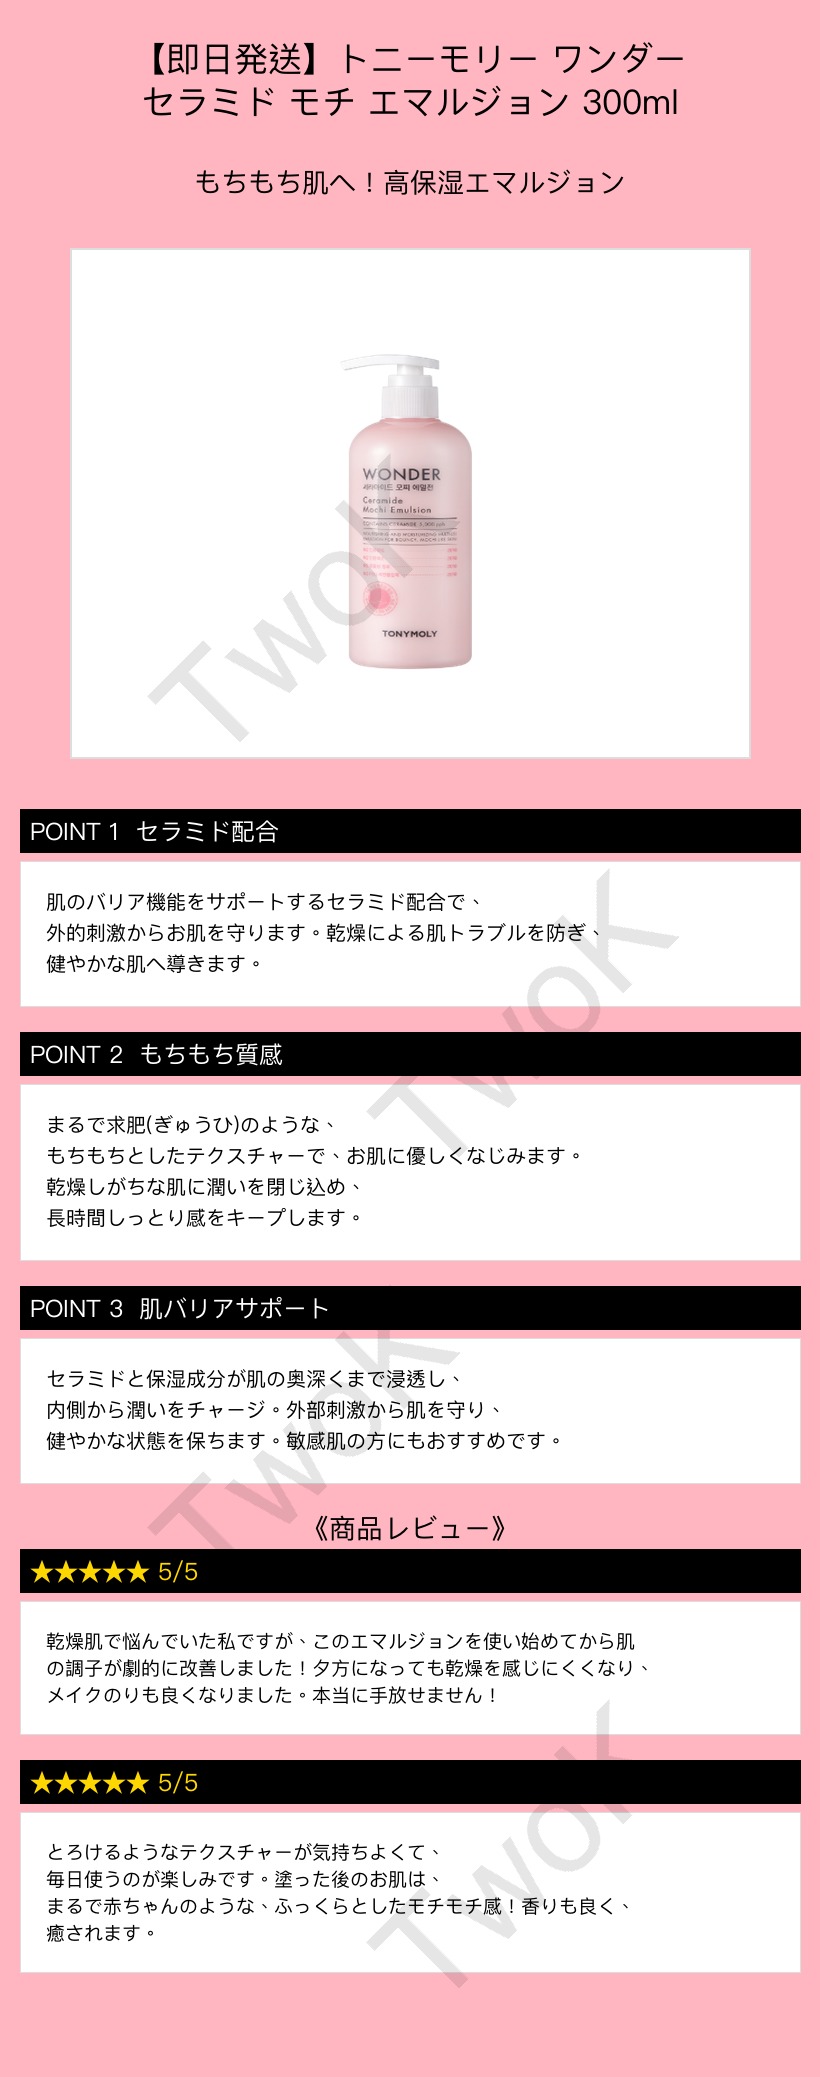 【即日発送】トニーモリー ワンダー
セラミド モチ エマルジョン 300ml
もちもち肌へ！高保湿エマルジョン
WONDER
세라마이드 모찌 에멀전
Ceramide
Mochi Emulsion
TONYMOLY
TwoK
POINT 1 セラミド配合
肌のバリア機能をサポートするセラミド配合で、
外的刺激からお肌を守ります。乾燥による肌トラブルを防ぎ、
健やかな肌へ導きます。
TwoK
POINT 2 もちもち質感
まるで求肥(ぎゅうひ)のような、
もちもちとしたテクスチャーで、お肌に優しくなじみます。
乾燥しがちな肌に潤いを閉じ込め、
長時間しっとり感をキープします。
POINT 3 肌バリアサポート
セラミドと保湿成分が肌の奥深くまで浸透し、
内側から潤いをチャージ。外部刺激から肌を守り、
健やかな状態を保ちます。敏感肌の方にもおすすめです。
TwoK
《商品レビュー》
★★★★★ 5/5
乾燥肌で悩んでいた私ですが、このエマルジョンを使い始めてから肌
の調子が劇的に改善しました！夕方になっても乾燥を感じにくくなり、
メイクのりも良くなりました。本当に手放せません！
★★★★★ 5/5
とろけるようなテクスチャーが気持ちよくて、
毎日使うのが楽しみです。塗った後のお肌は、
まるで赤ちゃんのような、ふっくらとしたモチモチ感！香りも良く、
癒されます。
TwoK